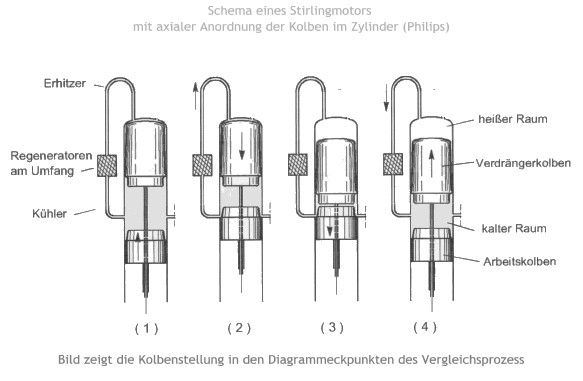 Schema eines Stirlingmotors
mit axialer Anordnung der Kolben im Zylinder (Philips)
Erhitzer
Regeneratoren
am Umfang
Kühler
heißer Raum
Verdrängerkolben
kalter Raum
Arbeitskolben
( 1 )
( 2 )
( 3 )
( 4 )
Bild zeigt die Kolbenstellung in den Diagrammeckpunkten des Vergleichsprozess